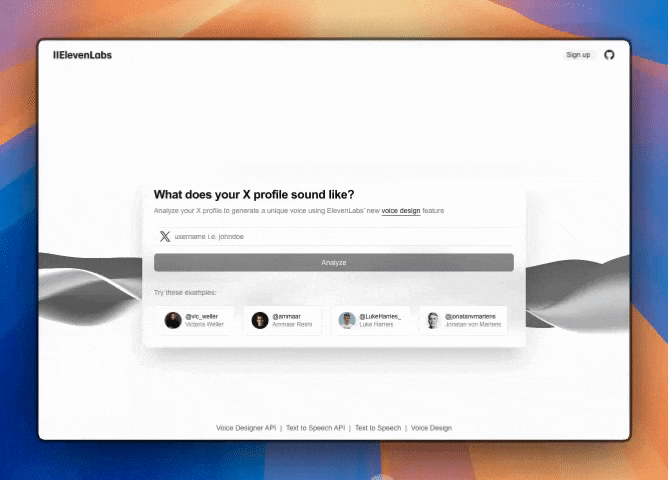 IIElevenLabs
Sign up
What does your X profile sound like?
Analyze your X profile to generate a unique voice using ElevenLabs' new voice design feature
username i.e. johndoe
Analyze
Try these examples:
@vic_weller
Victoria Weller
@ammaar
Ammaar Reshi
@LukeHarries_
Luke Harries
@jonatanvmartens
Jonatan von Martens
Voice Designer API | Text to Speech API | Text to Speech | Voice Design